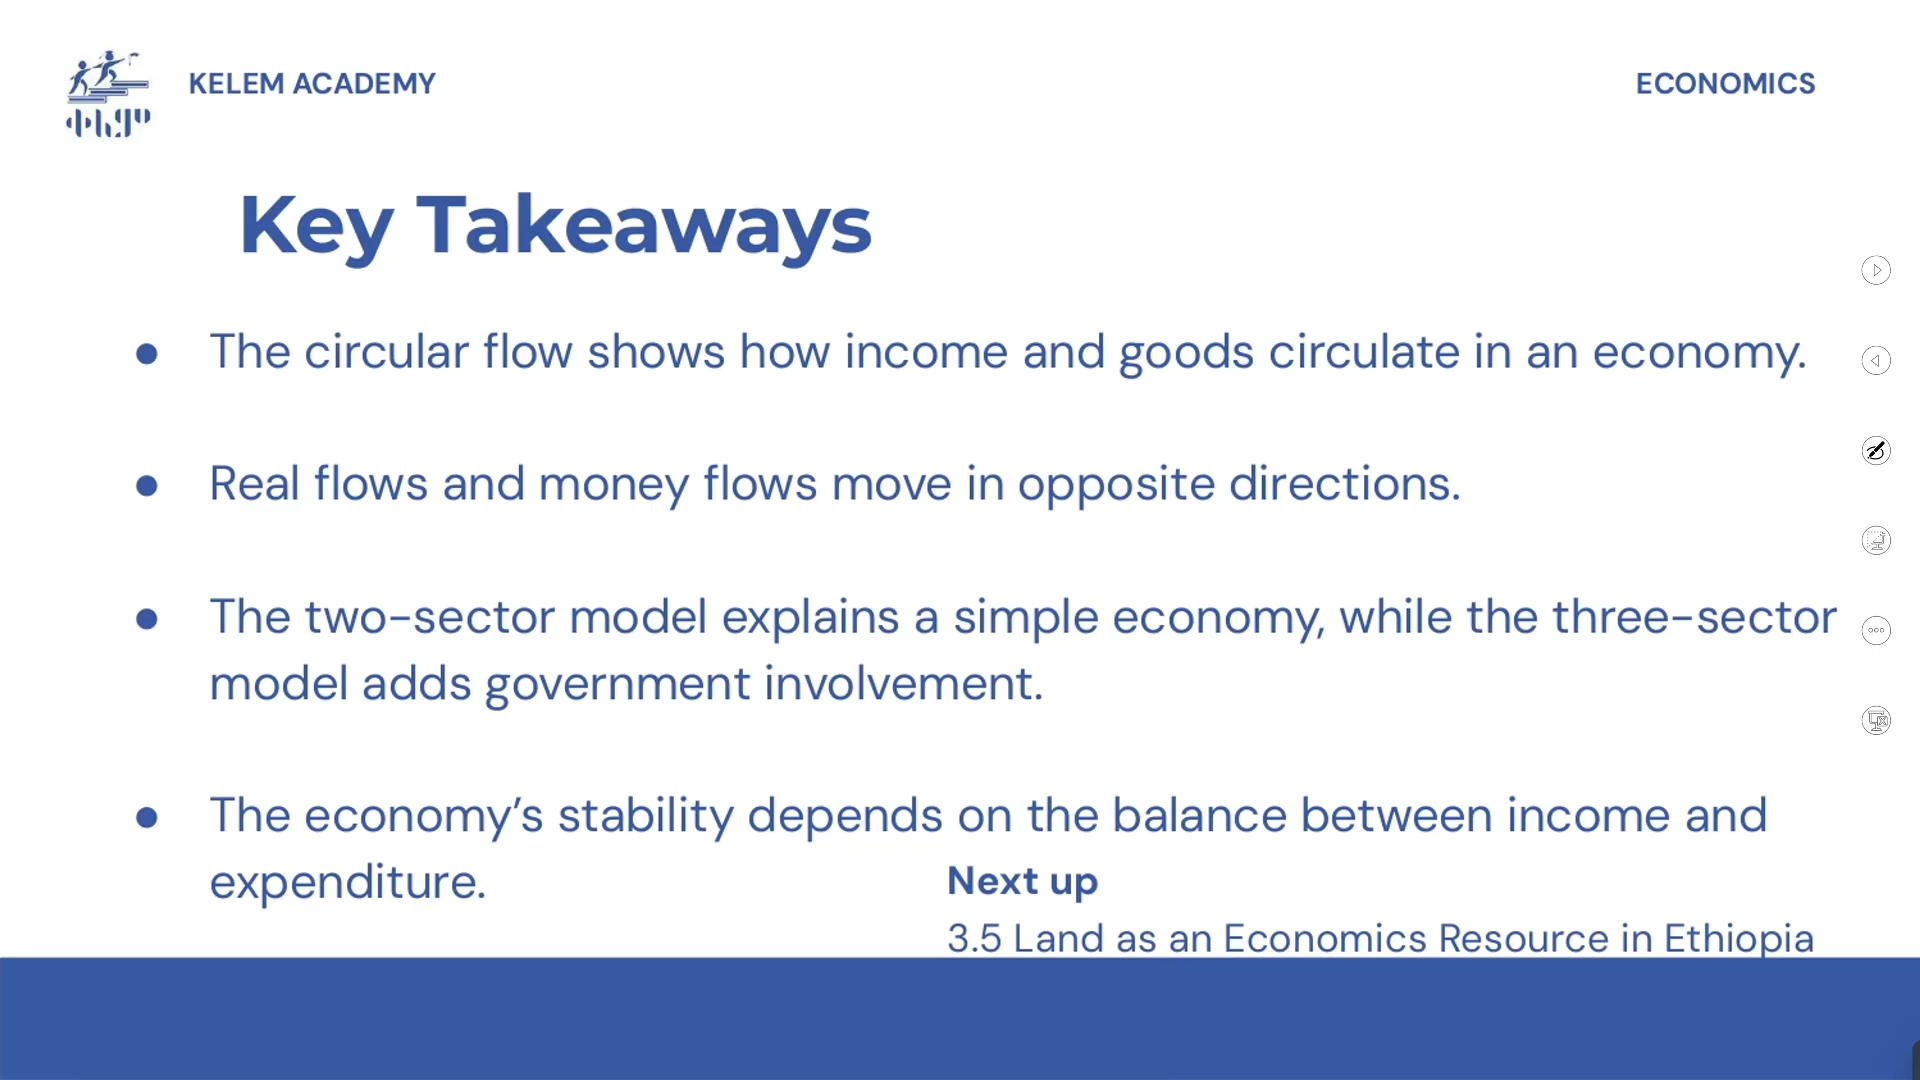 KELEM ACADEMY
ECONOMICS
Key Takeaways
● The circular flow shows how income and goods circulate in an economy.
● Real flows and money flows move in opposite directions.
● The two-sector model explains a simple economy, while the three-sector
model adds government involvement.
● The economy’s stability depends on the balance between income and
expenditure.
Next up
3.5 Land as an Economics Resource in Ethiopia